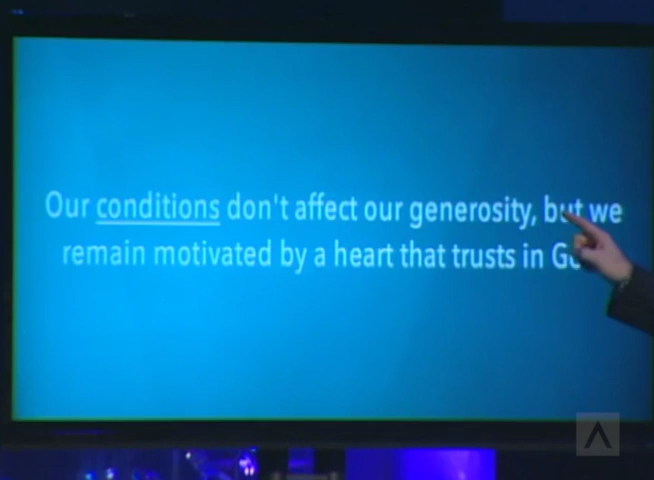 Our conditions don't affect our generosity, but we
remain motivated by a heart that trusts in